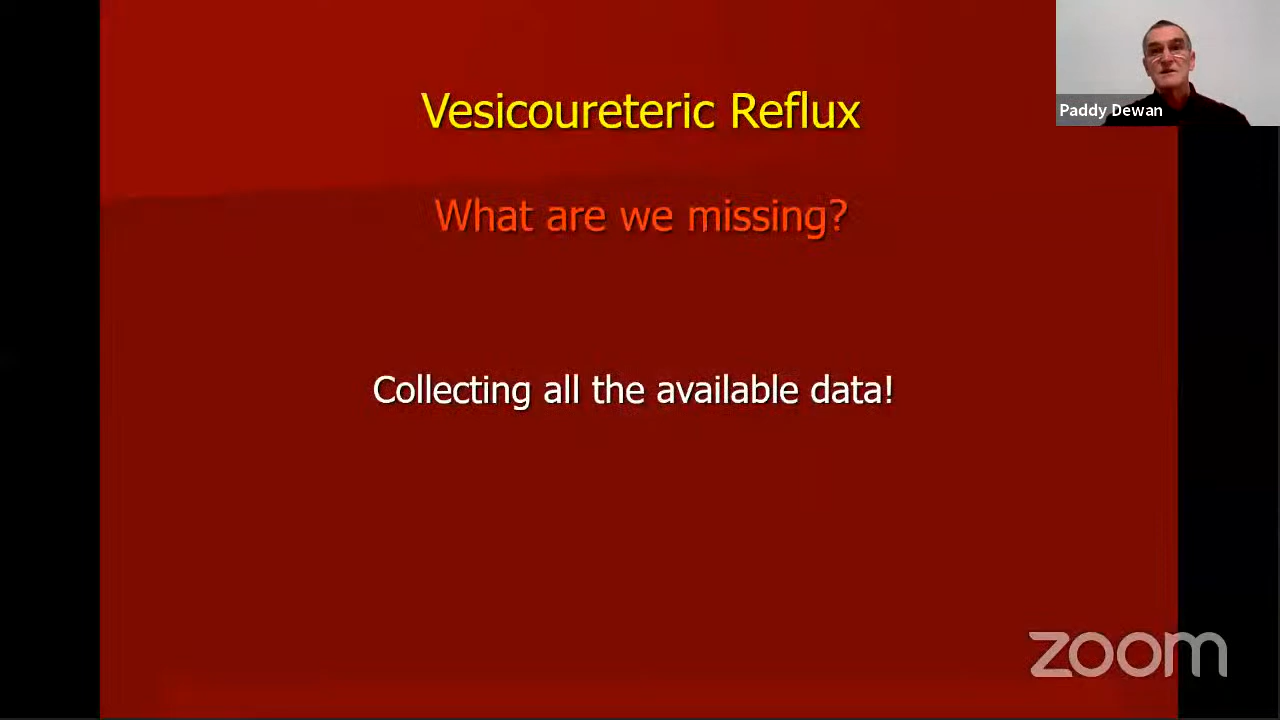 Vesicoureteric Reflux
Paddy Dewan
What are we missing?
Collecting all the available data!
zoom